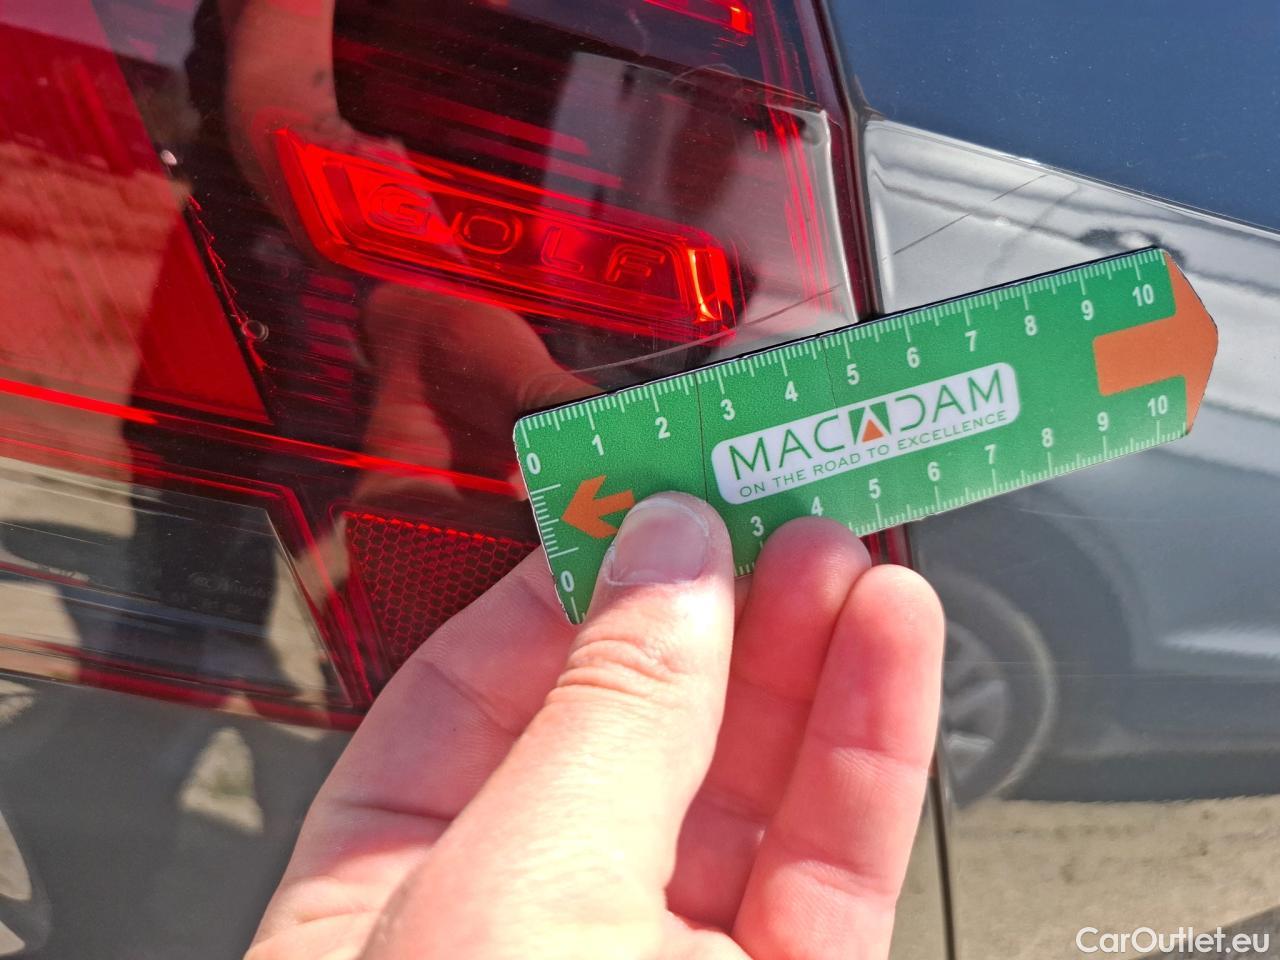 GOLF
0 1 2 3 4 5 6 7 8 9 10
MACADAM
ON THE ROAD TO EXCELLENCE
0 3 4 5 6 7 8 9 10
CarOutlet.eu